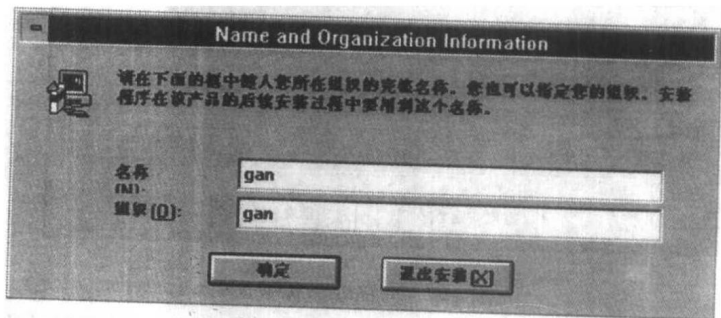 Name and Organization Information
请在下面的框中键入您所在组织的完整名称。您也可以指定您的组织。安装
程序在该产品的后续安装过程中要用到这个名称。
名称
(N):
gan
组织(O):
gan
确定
退出安装(X)